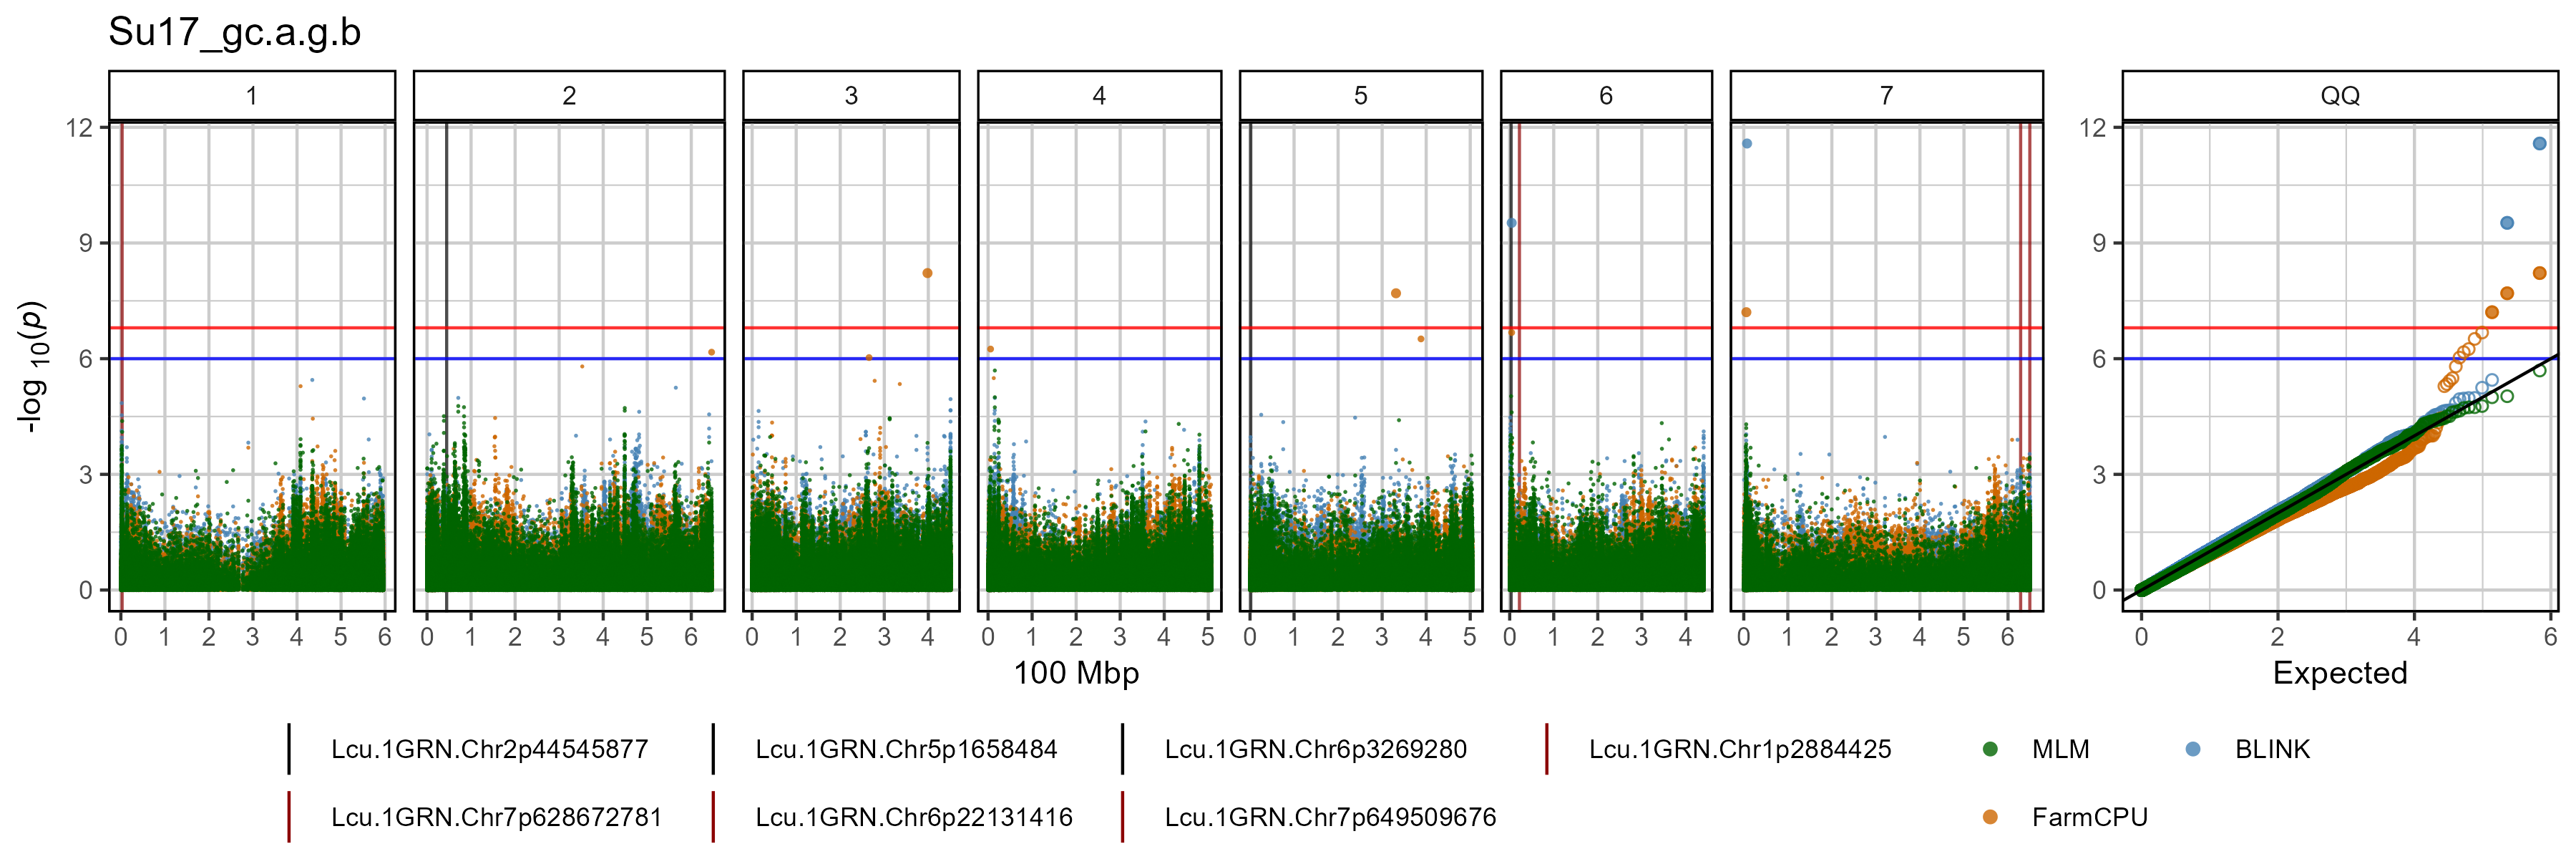 Su17_gc.a.g.b
1 2 3 4 5 6 7 QQ
12 9 6 3 0
12 9 6 3 0
-log 10(p)
0 1 2 3 4 5 6 0 1 2 3 4 5 6 0 1 2 3 4 0 1 2 3 4 5 0 1 2 3 4 5 0 1 2 3 4 0 1 2 3 4 5 6 0 2 4 6
100 Mbp Expected
Lcu.1GRN.Chr2p44545877 Lcu.1GRN.Chr5p1658484 Lcu.1GRN.Chr6p3269280 Lcu.1GRN.Chr1p2884425 MLM BLINK
Lcu.1GRN.Chr7p628672781 Lcu.1GRN.Chr6p22131416 Lcu.1GRN.Chr7p649509676 FarmCPU